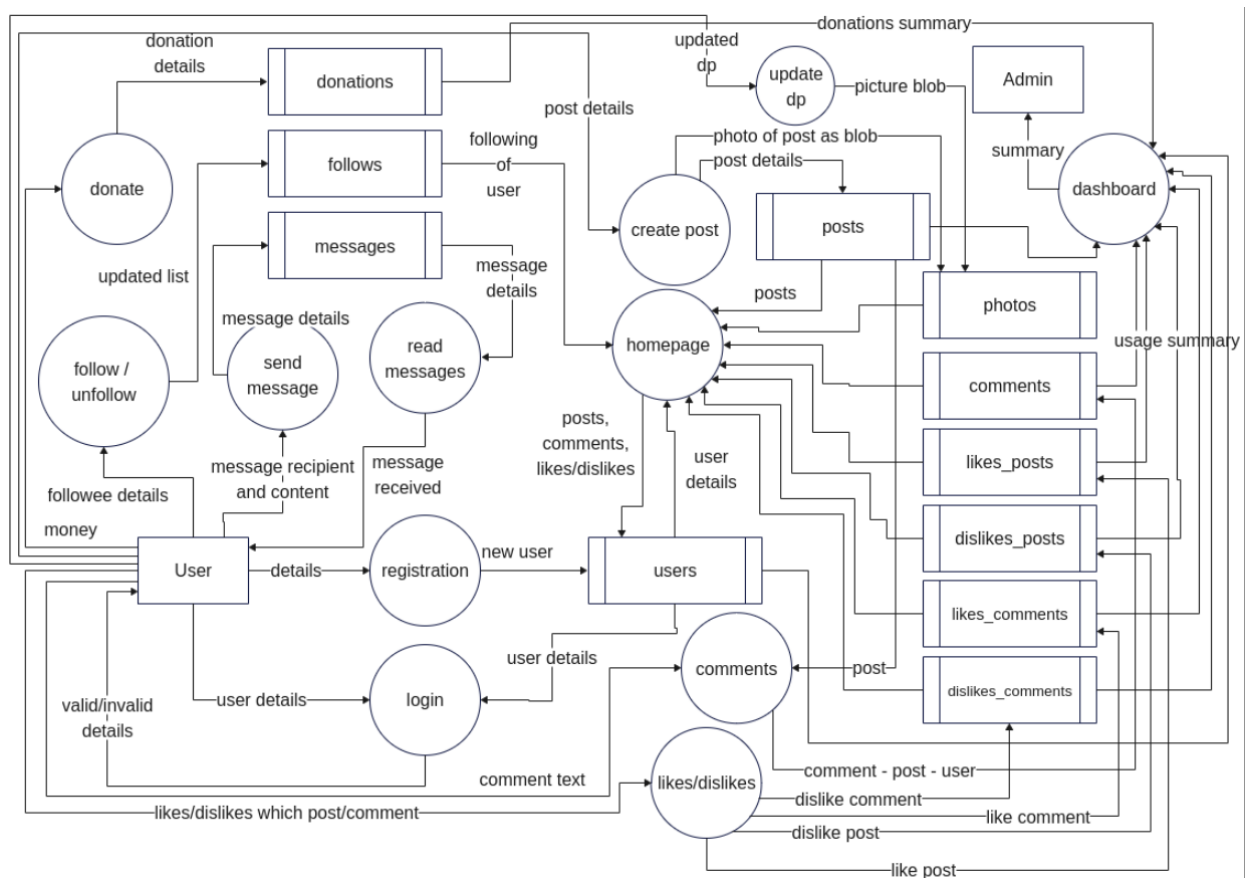 donations summary
donation
details
updated
dp
donations
update
dp
picture blob
Admin
post details
photo of post as blob
following
of
user
follows
post details
summary
donate
create post
posts
dashboard
messages
updated list
message
details
posts
photos
message details
usage summary
read
messages
homepage
send
message
follow /
unfollow
comments
posts,
comments,
likes/dislikes
user
details
likes_posts
message recipient
and content
message
received
followee details
money
dislikes_posts
new user
User
details
registration
users
likes_comments
user details
comments
post
dislikes_comments
valid/invalid
details
user details
login
comment text
likes/dislikes
comment - post - user
dislike comment
likes/dislikes which post/comment
like comment
dislike post
like post